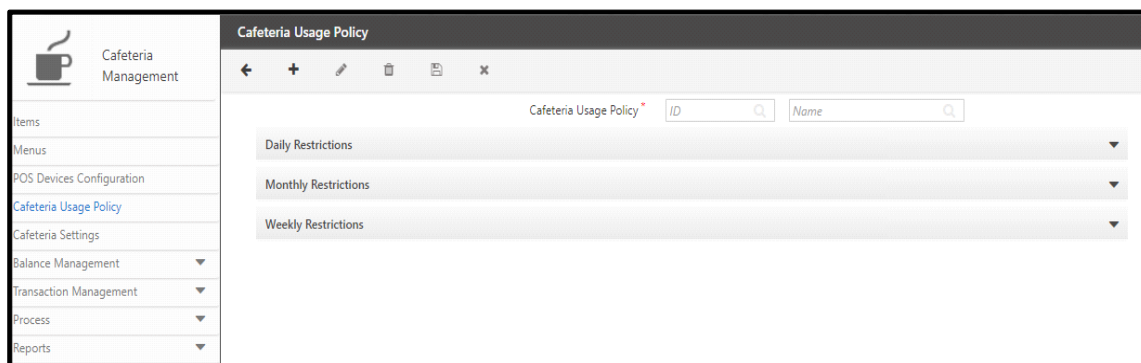 Cafeteria
Management
Items
Menus
POS Devices Configuration
Cafeteria Usage Policy
Cafeteria Settings
Balance Management
Transaction Management
Process
Reports
Cafeteria Usage Policy
Cafeteria Usage Policy * ID Name
Daily Restrictions
Monthly Restrictions
Weekly Restrictions